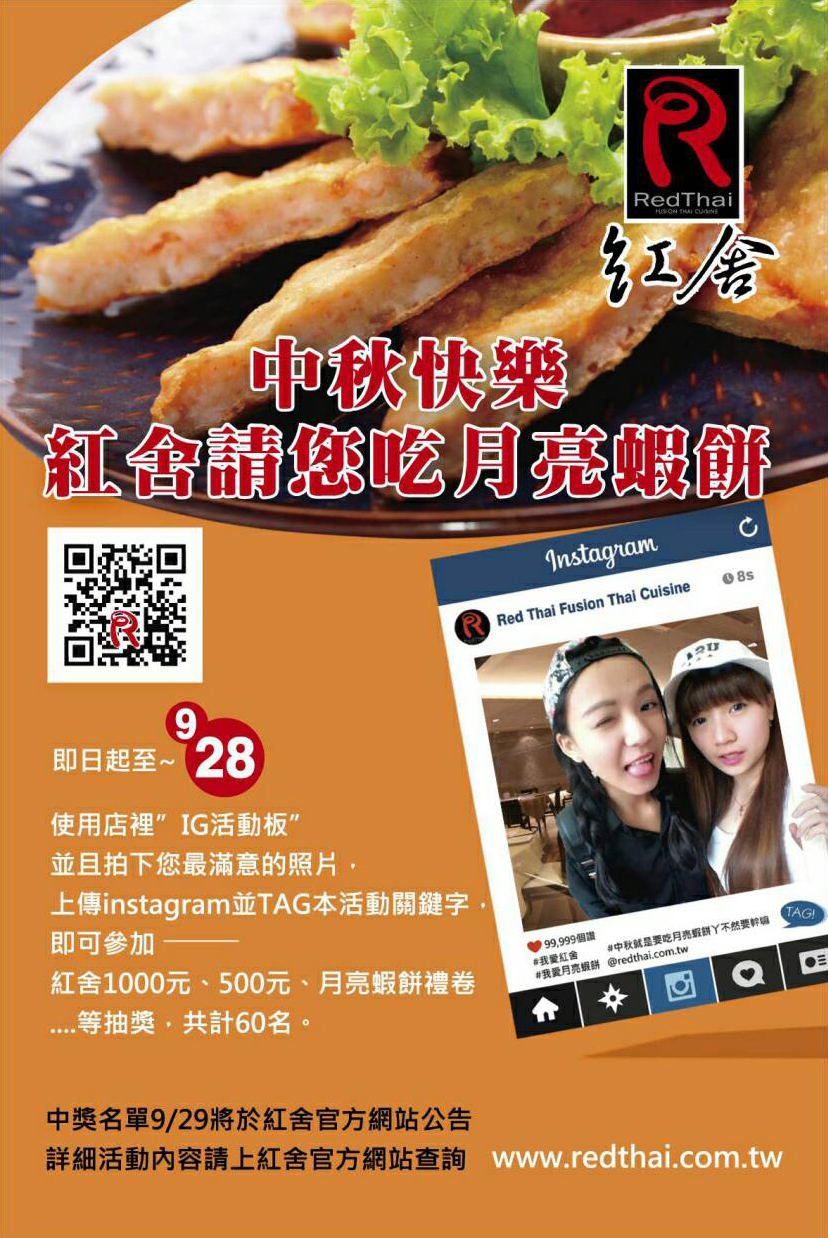 RedThai
FUSION THAI CUISINE
紅舍
中秋快樂
紅舍請您吃月亮蝦餅
Instagram
8s
Red Thai Fusion Thai Cuisine
R
9
28
即日起至~
使用店裡”IG活動板”
並且拍下您最滿意的照片，
上傳instagram並TAG本活動關鍵字，
即可參加 ———
紅舍1000元、500元、月亮蝦餅禮卷
....等抽獎，共計60名。
99,999個讚
#我愛紅舍
#我愛月亮蝦餅
#中秋就是要吃月亮蝦餅丫不然要幹嘛
@redthai.com.tw
TAG!
中獎名單9/29將於紅舍官方網站公告
詳細活動內容請上紅舍官方網站查詢 www.redthai.com.tw